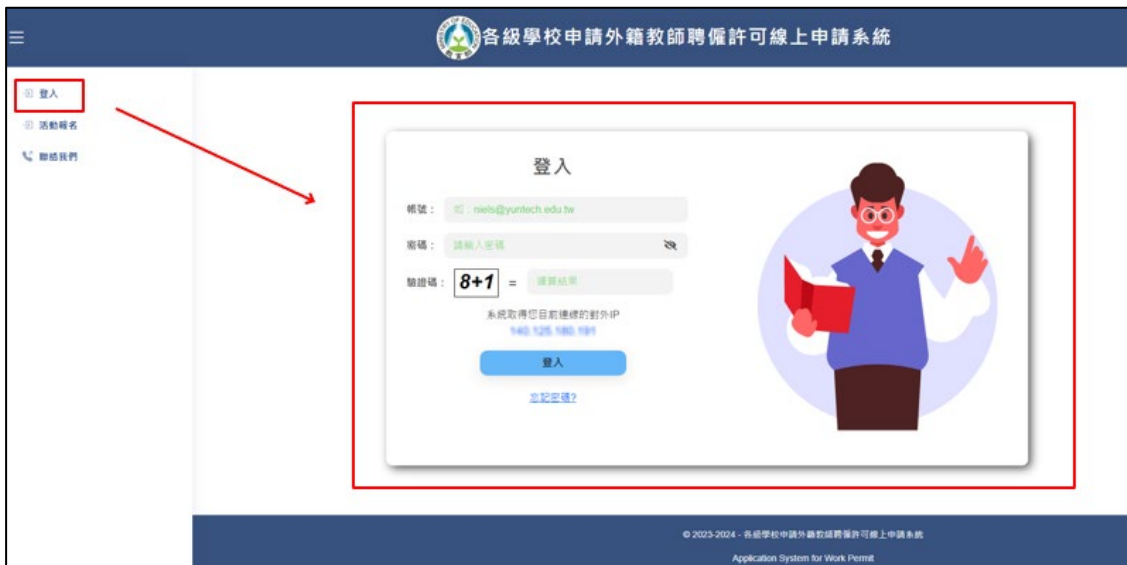 各級學校申請外籍教師聘僱許可線上申請系統
登入
活動報名
聯絡我們
登入
帳號： niels@yuntech.edu.tw
密碼： 請輸入密碼
驗證碼： 8+1 =
系統取得您目前連線的對外IP
140.125.180.191
登入
忘記密碼?
© 2023-2024 - 各級學校申請外籍教師聘僱許可線上申請系統
Application System for Work Permit